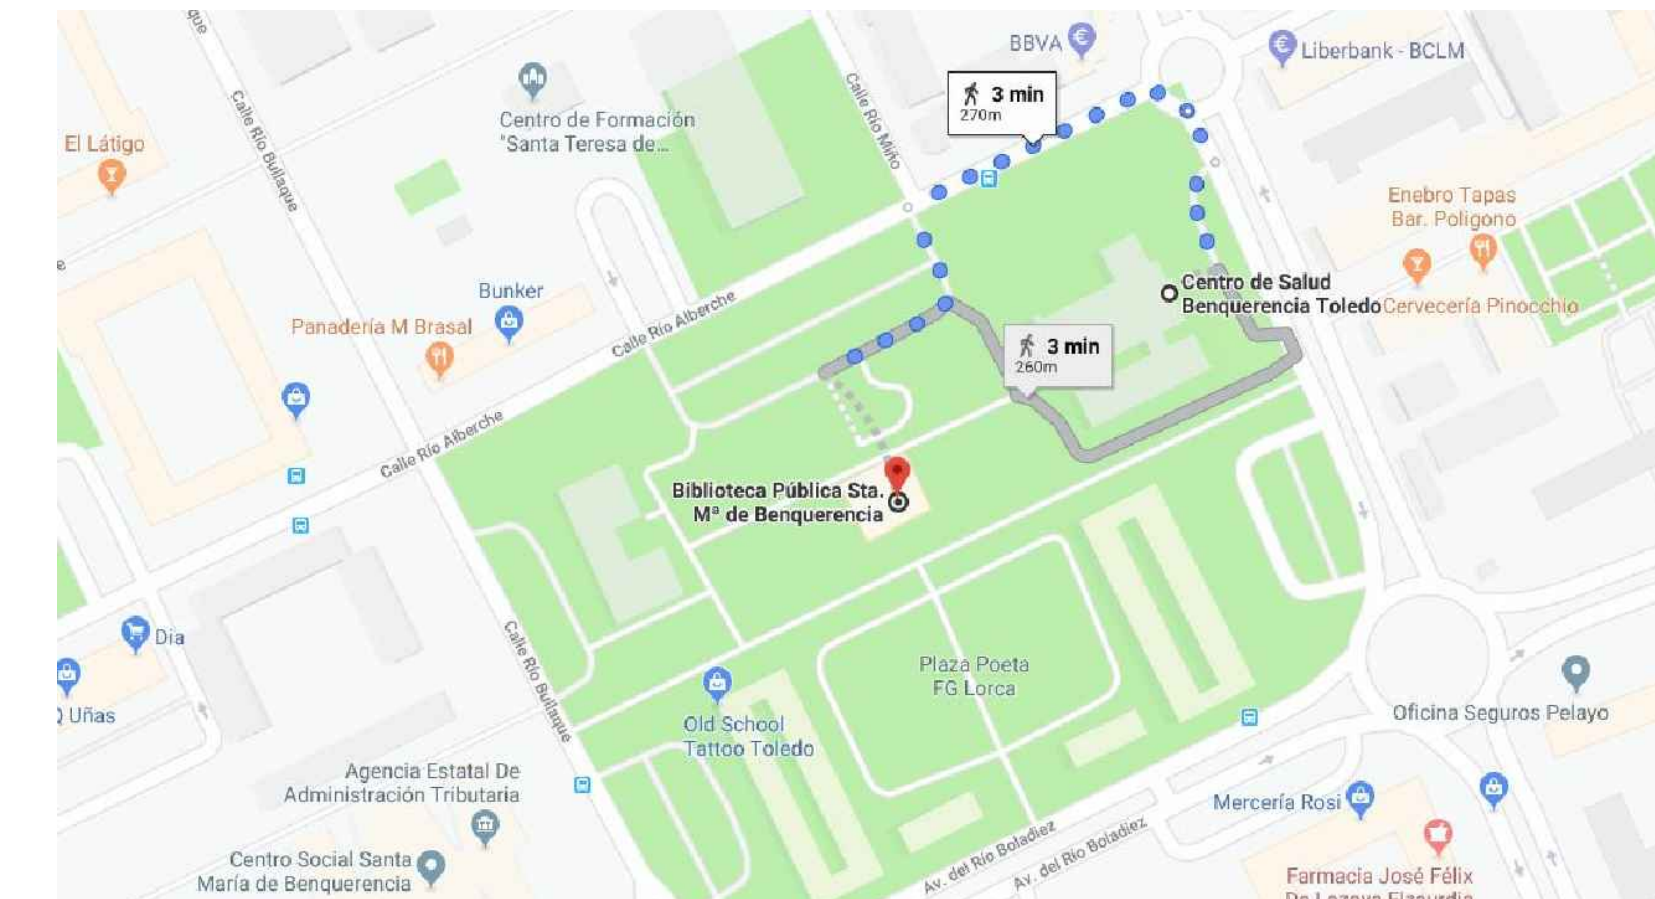 que
BBVA
Liberbank - BCLM
3 min
270m
Calle Río Miño
Calle Río Bullaque
Centro de Formación
"Santa Teresa de...
El Látigo
Enebro Tapas
Bar. Poligono
e
Centro de Salud
Benquerencia Toledo
Cervecería Pinocchio
Bunker
Panadería M Brasal
Calle Río Alberche
3 min
260m
Calle Río Alberche
Biblioteca Pública Sta.
Mª de Benquerencia
Dia
Calle Río Bullaque
Plaza Poeta
FG Lorca
Uñas
Old School
Tattoo Toledo
Oficina Seguros Pelayo
Agencia Estatal De
Administración Tributaria
Mercería Rosi
Av. del Río Boladiez
Av. del Río Boladiez
Centro Social Santa
María de Benquerencia
Farmacia José Félix